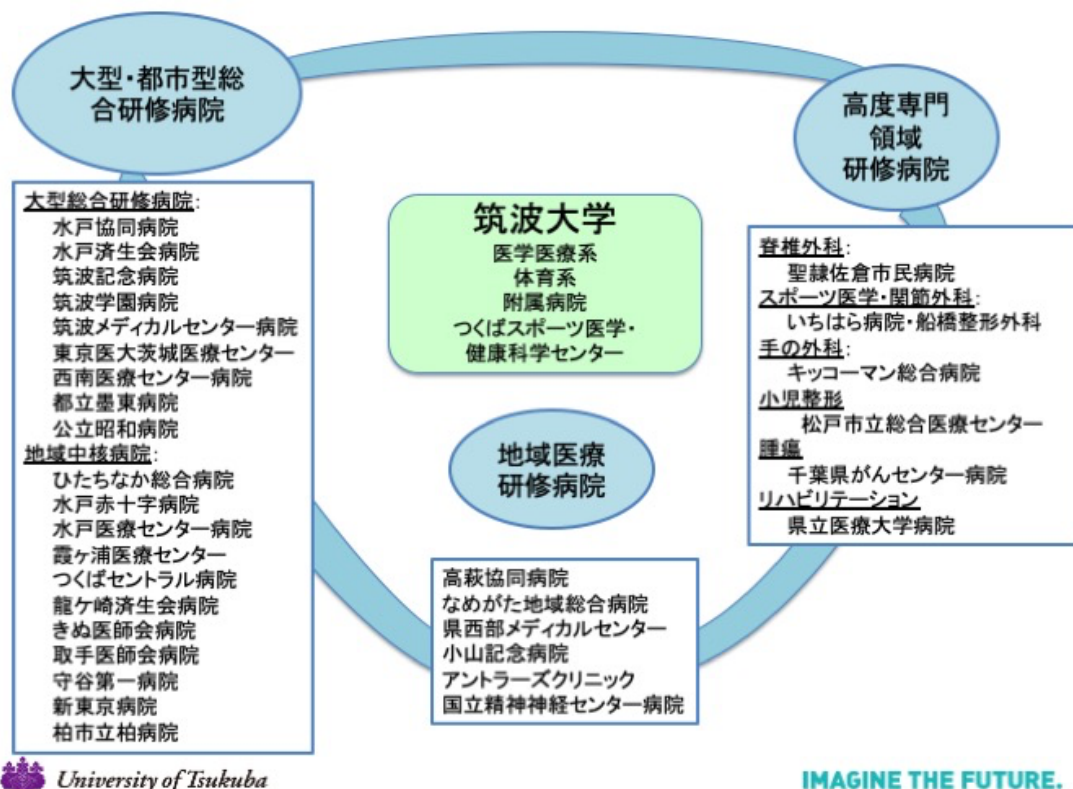 大型・都市型総
合研修病院
高度専門
領域
研修病院
大型総合研修病院:
水戸協同病院
水戸済生会病院
筑波記念病院
筑波学園病院
筑波メディカルセンター病院
東京医大茨城医療センター
西南医療センター病院
都立墨東病院
公立昭和病院
地域中核病院:
ひたちなか総合病院
水戸赤十字病院
水戸医療センター病院
霞ヶ浦医療センター
つくばセントラル病院
龍ケ崎済生会病院
きぬ医師会病院
取手医師会病院
守谷第一病院
新東京病院
柏市立柏病院
筑波大学
医学医療系
体育系
附属病院
つくばスポーツ医学・
健康科学センター
地域医療
研修病院
高萩協同病院
なめがた地域総合病院
県西部メディカルセンター
小山記念病院
アントラーズクリニック
国立精神神経センター病院
脊椎外科:
聖隷佐倉市民病院
スポーツ医学・関節外科:
いちはら病院・船橋整形外科
手の外科:
キッコーマン総合病院
小児整形
松戸市立総合医療センター
腫瘍
千葉県がんセンター病院
リハビリテーション
県立医療大学病院
University of Tsukuba
IMAGINE THE FUTURE.